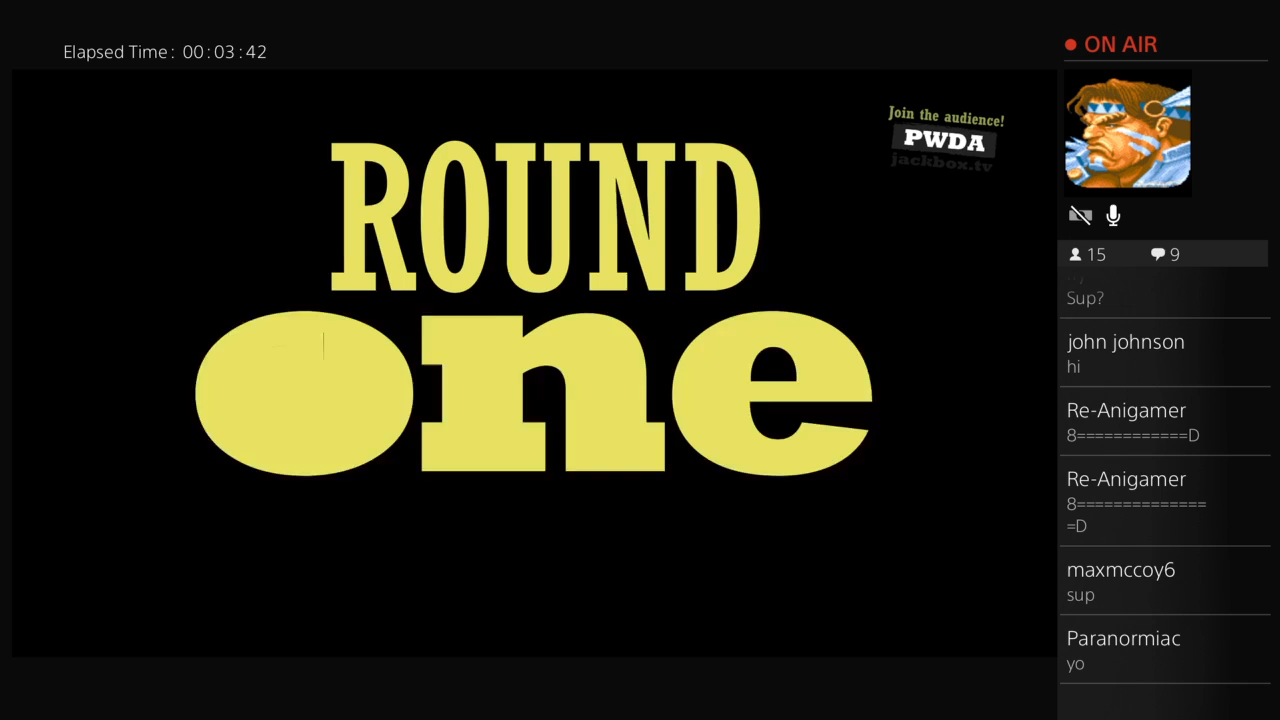 Elapsed Time: 00:03:42
ON AIR
Join the audience!
PWDA
jackbox.tv
ROUND
one
15 9
Sup?
john johnson
hi
Re-Anigamer
8============D
Re-Anigamer
8==============
=D
maxmccoy6
sup
Paranormiac
yo